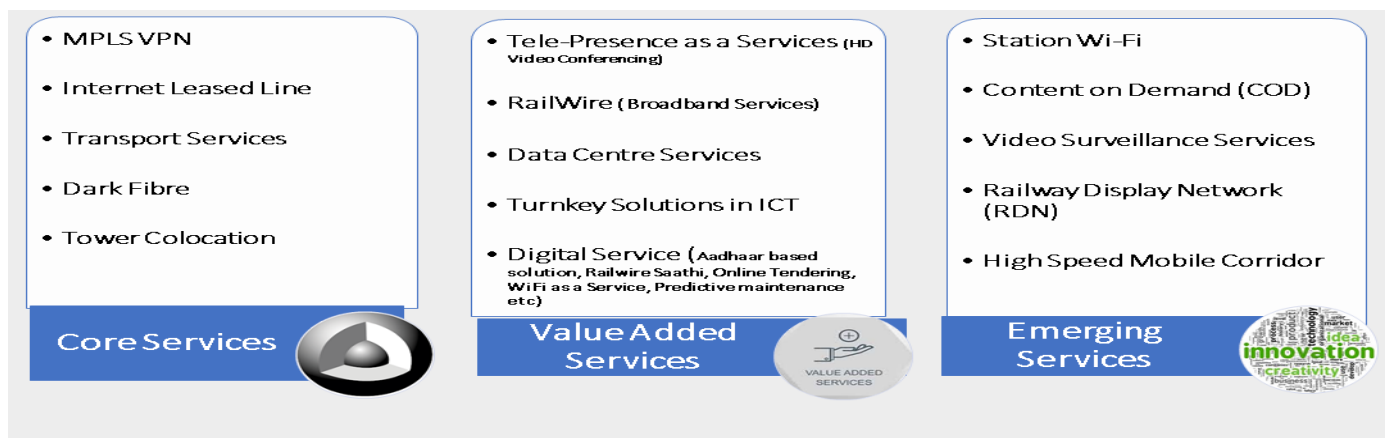 • MPLS VPN
• Internet Leased Line
• Transport Services
• Dark Fibre
• Tower Colocation
Core Services
• Tele-Presence as a Services (HD
Video Conferencing)
• RailWire (Broadband Services)
• Data Centre Services
• Turnkey Solutions in ICT
• Digital Service (Aadhaar based
solution, Railwire Saathi, Online Tendering,
WiFi as a Service, Predictive maintenance
etc)
Value Added
Services
VALUE ADDED
SERVICES
• Station Wi-Fi
• Content on Demand (COD)
• Video Surveillance Services
• Railway Display Network
(RDN)
• High Speed Mobile Corridor
Emerging
Services
technology
product
market
idea
innovation
creativity
business